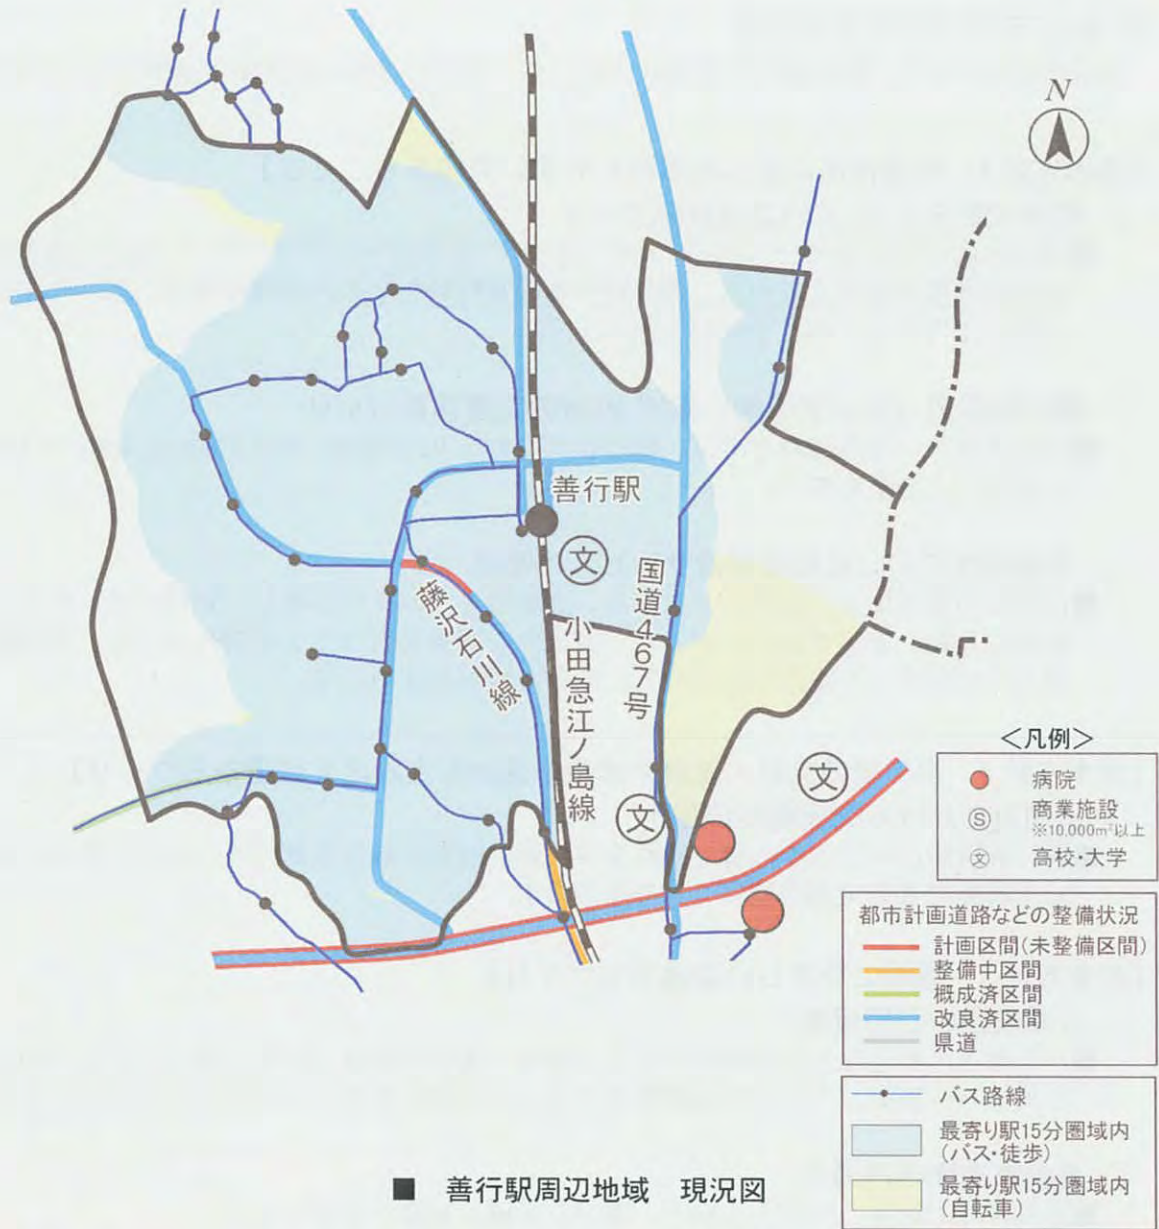 N
善行駅
文
国道467号
藤沢石川線
小田急江ノ島線
文
文
<凡例>
病院
S 商業施設
※10,000m²以上
文 高校・大学
都市計画道路などの整備状況
計画区間(未整備区間)
整備中区間
概成済区間
改良済区間
県道
バス路線
最寄り駅15分圏域内
(バス・徒歩)
最寄り駅15分圏域内
(自転車)
■ 善行駅周辺地域 現況図